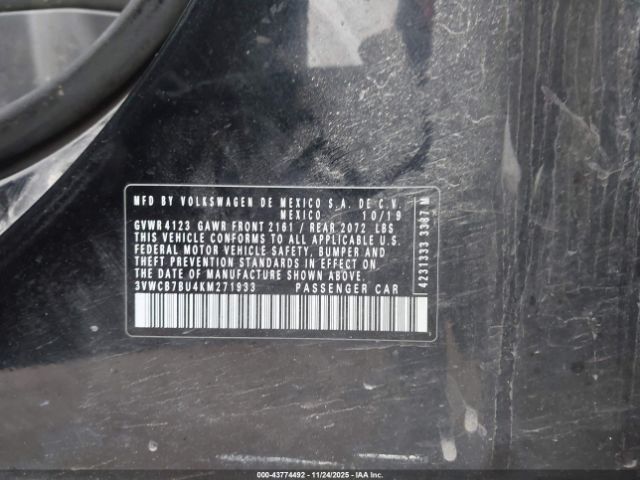 MFD BY VOLKSWAGEN DE MEXICO S.A. DE C.V.
MEXICO 10/19
GVWR 4123 GAWR FRONT 2161 / REAR 2072 LBS
THIS VEHICLE CONFORMS TO ALL APPLICABLE U.S.
FEDERAL MOTOR VEHICLE SAFETY, BUMPER AND
THEFT PREVENTION STANDARDS IN EFFECT ON
THE DATE OF MANUFACTURE SHOWN ABOVE.
3VWCB7BU4KM271933 PASSENGER CAR
4231333 3387 M
000-43774492 - 11/24/2025 - IAAI.com